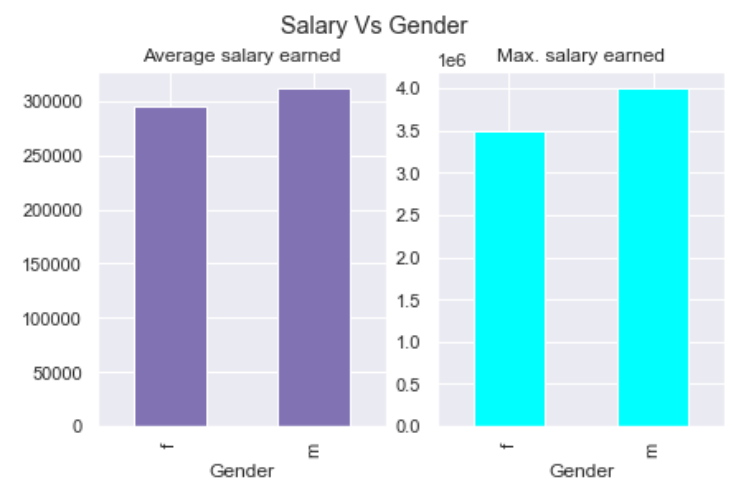 Salary Vs Gender
Average salary earned
300000
250000
200000
150000
100000
50000
0
f
m
Gender
1e6
Max. salary earned
4.0
3.5
3.0
2.5
2.0
1.5
1.0
0.5
0.0
f
m
Gender